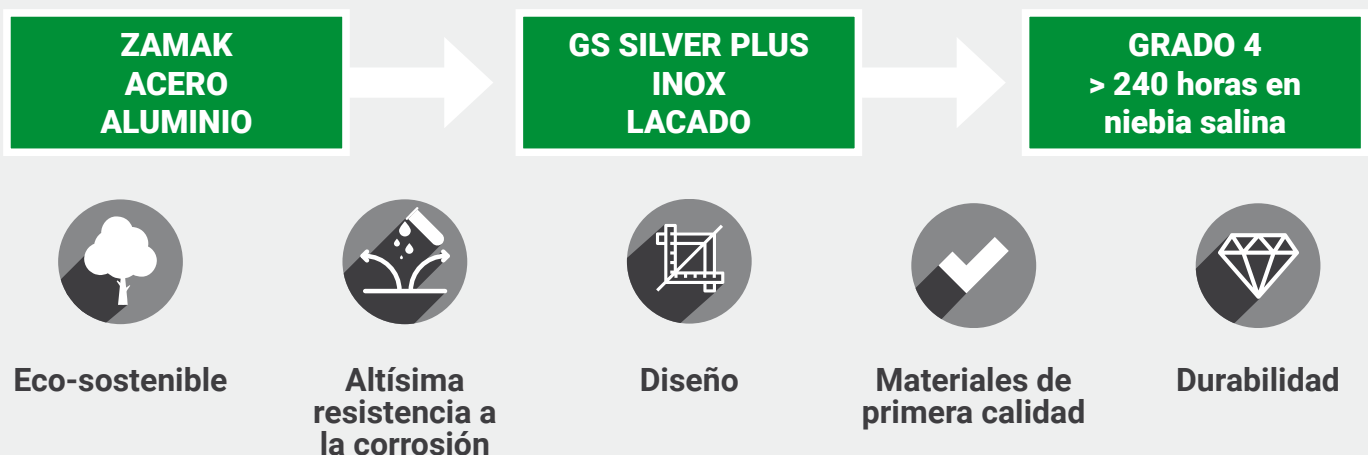 ZAMAK
ACERO
ALUMINIO
GS SILVER PLUS
INOX
LACADO
GRADO 4
> 240 horas en
niebia salina
Eco-sostenible
Altísima
resistencia a
la corrosión
Diseño
Materiales de
primera calidad
Durabilidad